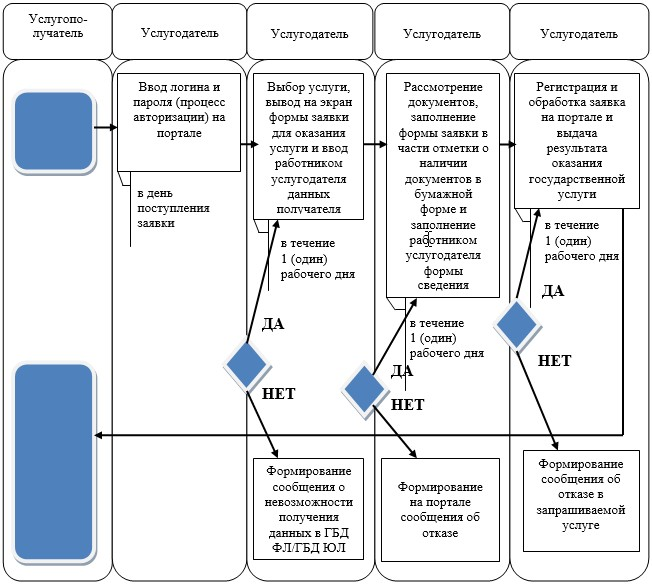 Услугопо-
лучатель
Услугодатель
Услугодатель
Услугодатель
Услугодатель
Ввод логина и
пароля (процесс
авторизации) на
портале
в день
поступления
заявки
Выбор услуги,
вывод на экран
формы заявки
для оказания
услуги и ввод
работником
услугодателя
данных
получателя
в течение
1 (один)
рабочего дня
ДА
НЕТ
Формирование
сообщения о
невозможности
получения
данных в ГБД
ФЛ/ГБД ЮЛ
Рассмотрение
документов,
заполнение
формы заявки в
части отметки о
наличии
документов в
бумажной
форме и
заполнение
работником
услугодателя
формы
сведения
в течение
1 (один)
рабочего дня
ДА
НЕТ
Формирование
на портале
сообщения об
отказе
Регистрация и
обработка заявка
на портале и
выдача
результата
оказания
государственной
услуги
в течение
1 (один)
рабочего дня
ДА
НЕТ
Формирование
сообщения об
отказе в
запрашиваемой
услуге